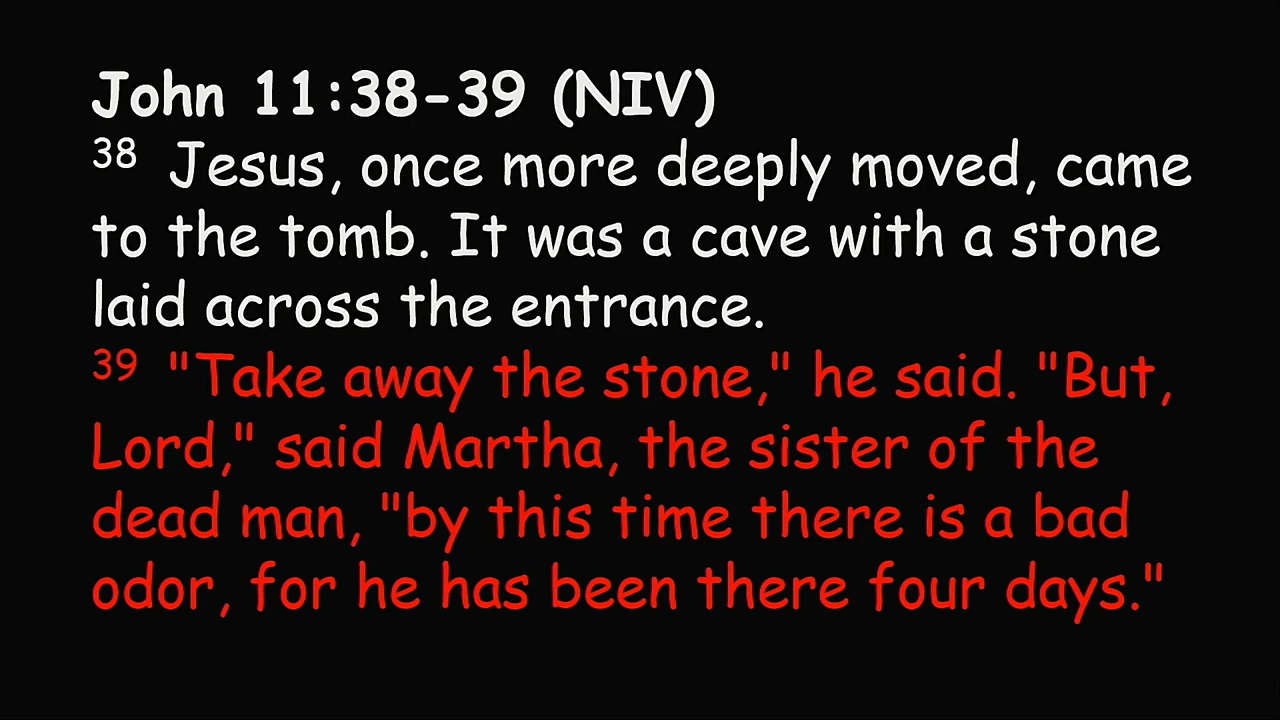 John 11:38-39 (NIV)
38 Jesus, once more deeply moved, came
to the tomb. It was a cave with a stone
laid across the entrance.
39 "Take away the stone," he said. "But,
Lord," said Martha, the sister of the
dead man, "by this time there is a bad
odor, for he has been there four days."